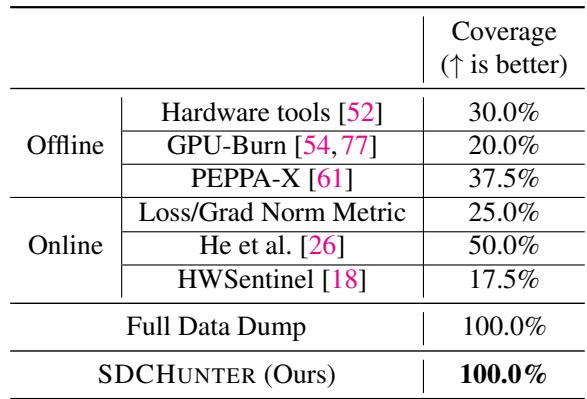 Coverage
(↑ is better)
Offline
Hardware tools [52] 30.0%
GPU-Burn [54,77] 20.0%
PEPPA-X [61] 37.5%
Online
Loss/Grad Norm Metric 25.0%
He et al. [26] 50.0%
HWSentinel [18] 17.5%
Full Data Dump 100.0%
SDCHUNTER (Ours) 100.0%